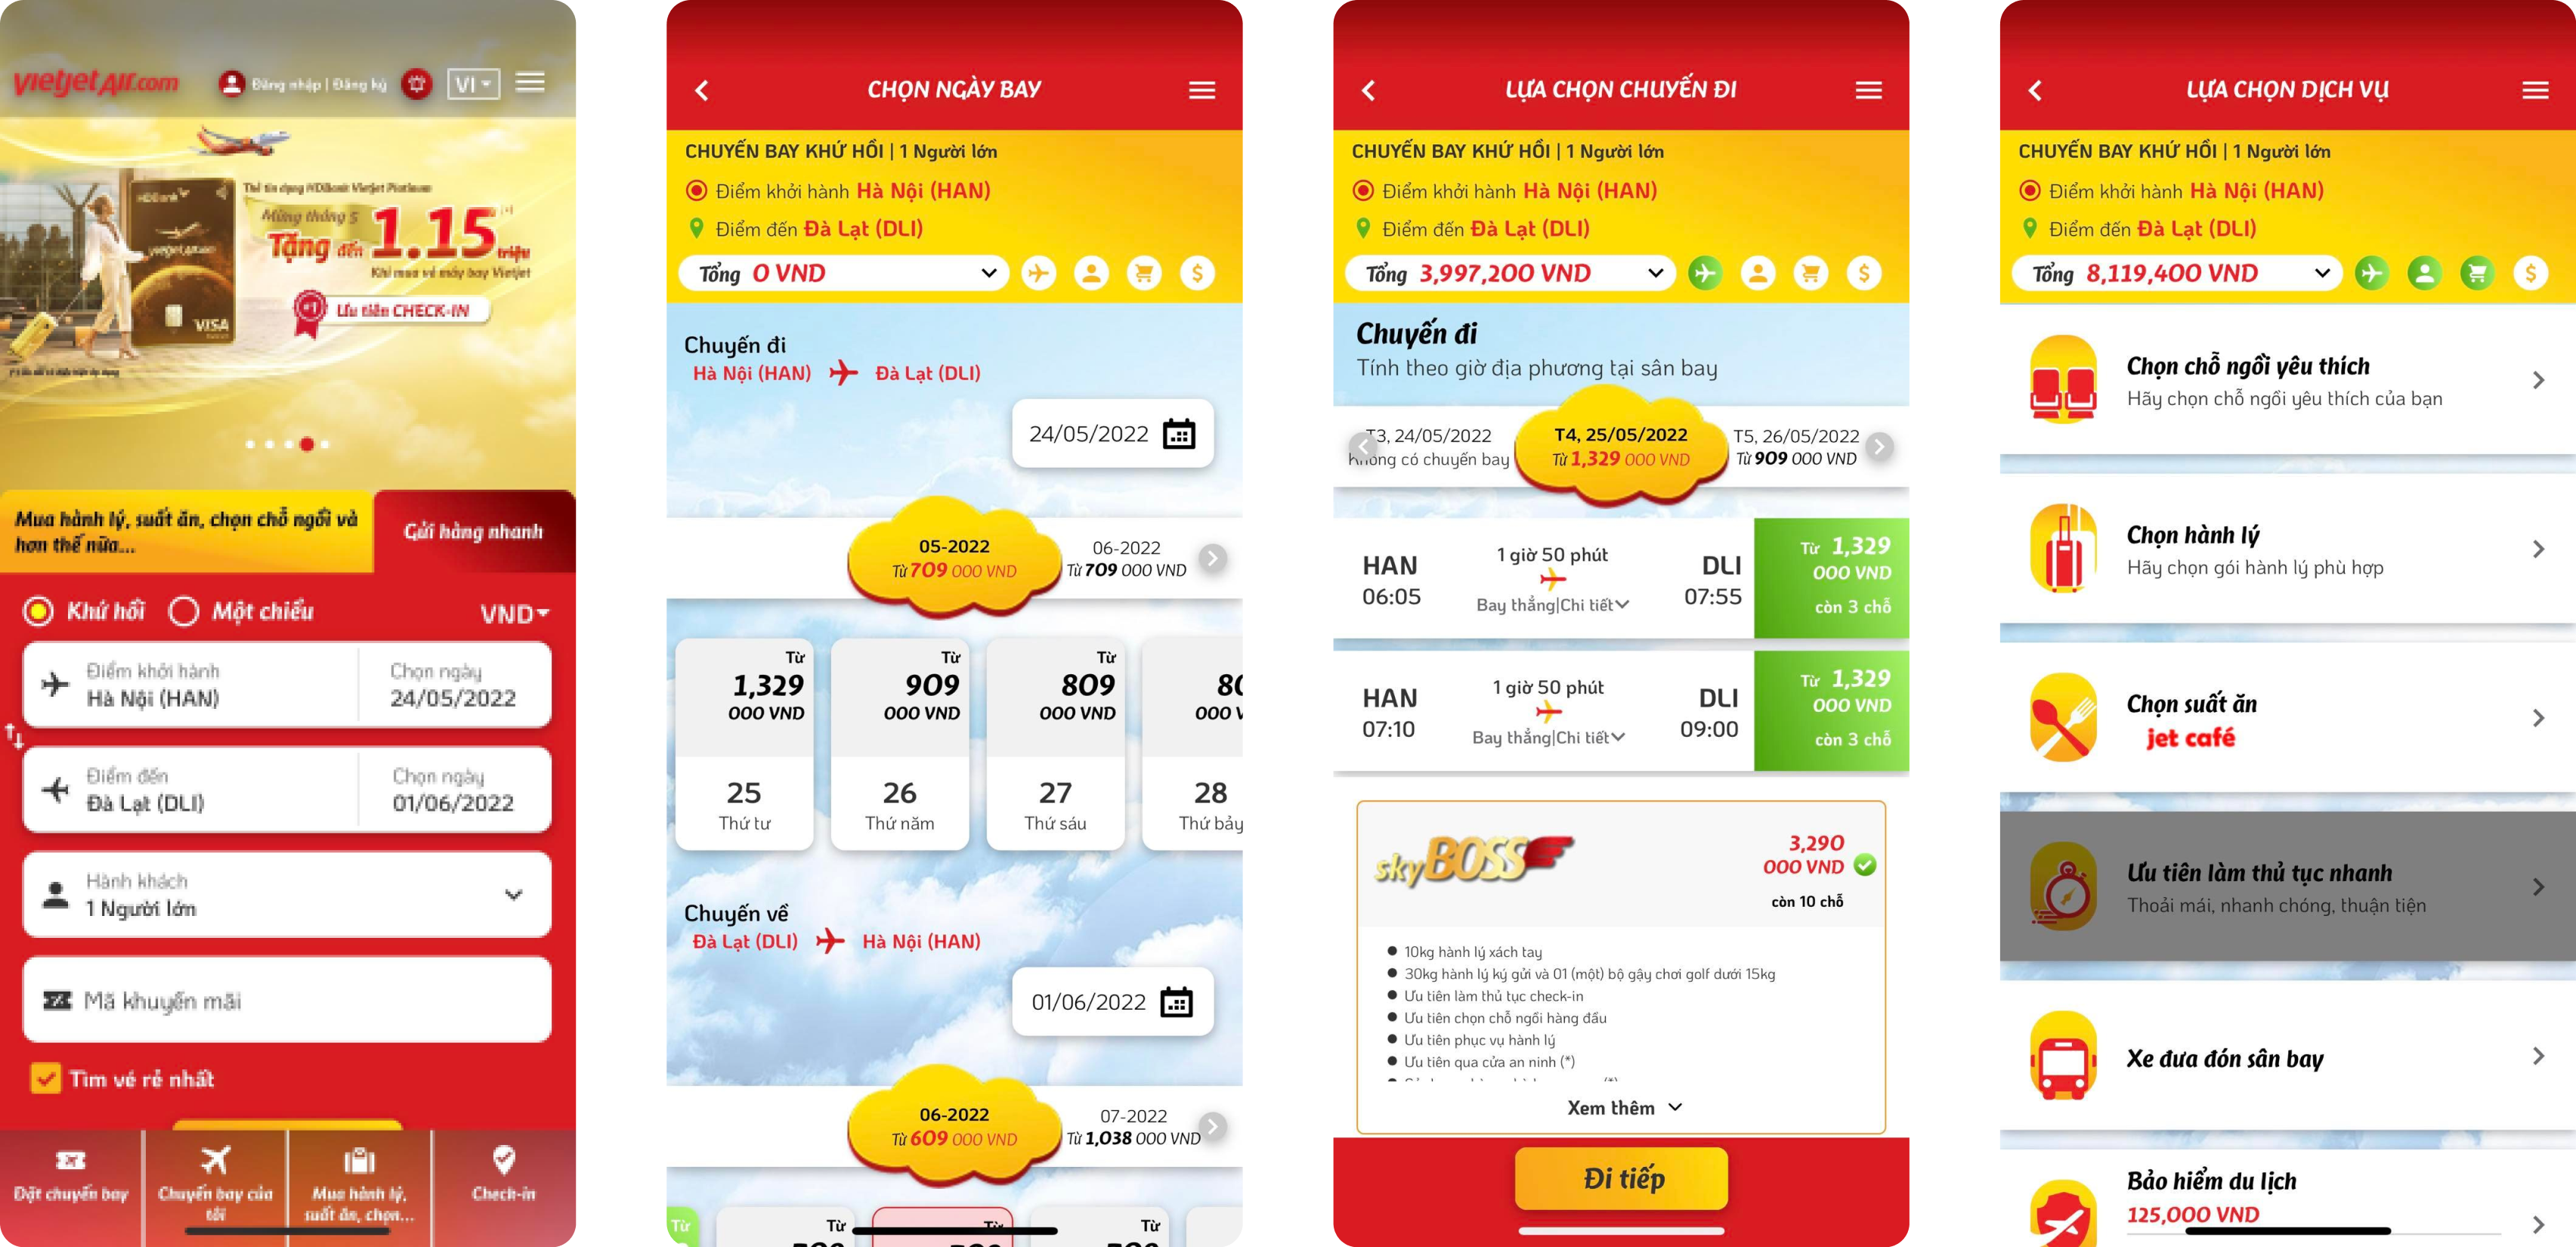 vietjetAir.com
Đăng nhập | Đăng ký
VI
Thẻ tín dụng HDBank Vietjet Platinum
Mừng tháng 5
Tặng đến 1.15 triệu
Khi mua vé máy bay Vietjet
#1 Ưu tiên CHECK-IN
HDBank
vietjetAir.com
VISA
Mua hành lý, suất ăn, chọn chỗ ngồi và
hơn thế nữa...
Gửi hàng nhanh
Khứ hồi
Một chiều
VND
Điểm khởi hành
Chọn ngày
Hà Nội (HAN)
24/05/2022
Điểm đến
Chọn ngày
Đà Lạt (DLI)
01/06/2022
Hành khách
1 Người lớn
Mã khuyến mãi
Tìm vé rẻ nhất
Đặt chuyến bay
Chuyến bay của
tôi
Mua hành lý,
suất ăn, chọn...
Check-in
CHỌN NGÀY BAY
CHUYẾN BAY KHỨ HỒI | 1 Người lớn
Điểm khởi hành Hà Nội (HAN)
Điểm đến Đà Lạt (DLI)
Tổng 0 VND
$
Chuyến đi
Hà Nội (HAN) Đà Lạt (DLI)
24/05/2022
05-2022
Từ 709 000 VND
06-2022
Từ 709 000 VND
Từ
1,329
000 VND
25
Thứ tư
Từ
909
000 VND
26
Thứ năm
Từ
809
000 VND
27
Thứ sáu
000 V
28
Thứ bảy
Chuyến về
Đà Lạt (DLI) Hà Nội (HAN)
01/06/2022
06-2022
Từ 609 000 VND
07-2022
Từ 1,038 000 VND
Từ
Từ
Từ
Từ
LỰA CHỌN CHUYẾN ĐI
CHUYẾN BAY KHỨ HỒI | 1 Người lớn
Điểm khởi hành Hà Nội (HAN)
Điểm đến Đà Lạt (DLI)
Tổng 3,997,200 VND
$
Chuyến đi
Tính theo giờ địa phương tại sân bay
T3, 24/05/2022
Không có chuyến bay
T4, 25/05/2022
Từ 1,329 000 VND
T5, 26/05/2022
Từ 909 000 VND
HAN
06:05
1 giờ 50 phút
Bay thẳng|Chi tiết
DLI
07:55
Từ 1,329
000 VND
còn 3 chỗ
HAN
07:10
1 giờ 50 phút
Bay thẳng|Chi tiết
DLI
09:00
Từ 1,329
000 VND
còn 3 chỗ
skyBOSS
3,290
000 VND
còn 10 chỗ
10kg hành lý xách tay
30kg hành lý ký gửi và 01 (một) bộ gậy chơi golf dưới 15kg
Ưu tiên làm thủ tục check-in
Ưu tiên chọn chỗ ngồi hàng đầu
Ưu tiên phục vụ hành lý
Ưu tiên qua cửa an ninh (*)
Xem thêm
Đi tiếp
LỰA CHỌN DỊCH VỤ
CHUYẾN BAY KHỨ HỒI | 1 Người lớn
Điểm khởi hành Hà Nội (HAN)
Điểm đến Đà Lạt (DLI)
Tổng 8,119,400 VND
$
Chọn chỗ ngồi yêu thích
Hãy chọn chỗ ngồi yêu thích của bạn
Chọn hành lý
Hãy chọn gói hành lý phù hợp
Chọn suất ăn
jet café
Ưu tiên làm thủ tục nhanh
Thoải mái, nhanh chóng, thuận tiện
Xe đưa đón sân bay
Bảo hiểm du lịch
125,000 VND